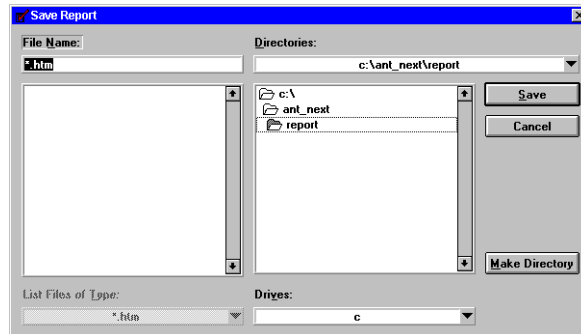 Save Report
File Name:
Directories:
*.htm
c:\ant_next\report
c:\
ant_next
report
Save
Cancel
Make Directory
List Files of Type:
Drives:
*.htm
c